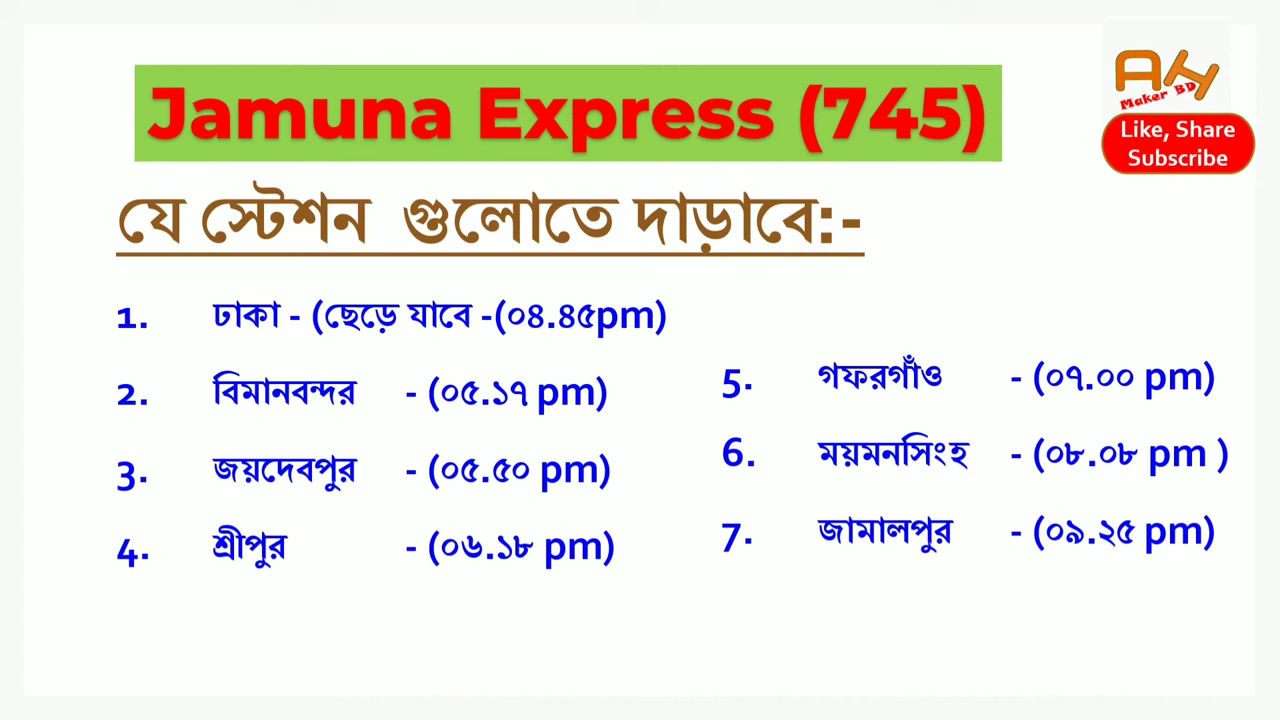 Jamuna Express (745)
AH
Maker BD
Like, Share
Subscribe
যে স্টেশন গুলোতে দাড়াবে:-
1. ঢাকা - (ছেড়ে যাবে -(০৪.৪৫pm)
2. বিমানবন্দর - (০৫.১৭ pm)
3. জয়দেবপুর - (০৫.৫০ pm)
4. শ্রীপুর - (০৬.১৮ pm)
5. গফরগাঁও - (০৭.০০ pm)
6. ময়মনসিংহ - (০৮.০৮ pm )
7. জামালপুর - (০৯.২৫ pm)